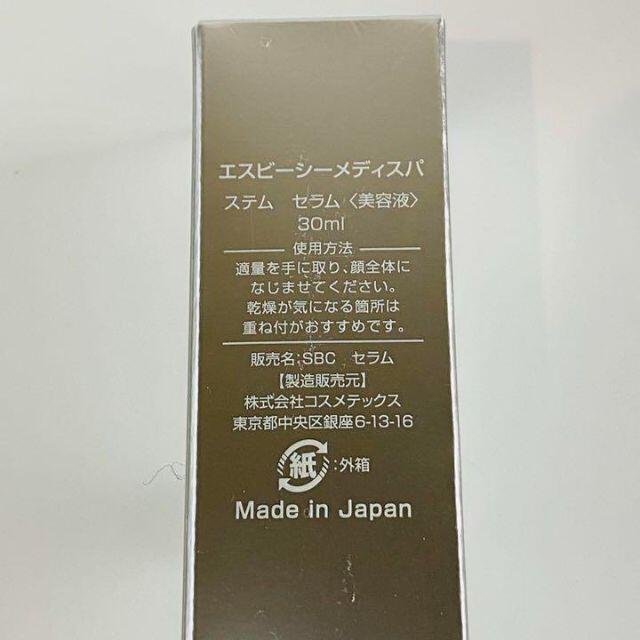 エスビーシーメディスパ
ステム セラム〈美容液〉
30ml
使用方法
適量を手に取り、顔全体に
なじませてください。
乾燥が気になる箇所は
重ね付がおすすめです。
販売名:SBC セラム
【製造販売元】
株式会社コスメテックス
東京都中央区銀座6-13-16
紙:外箱
Made in Japan